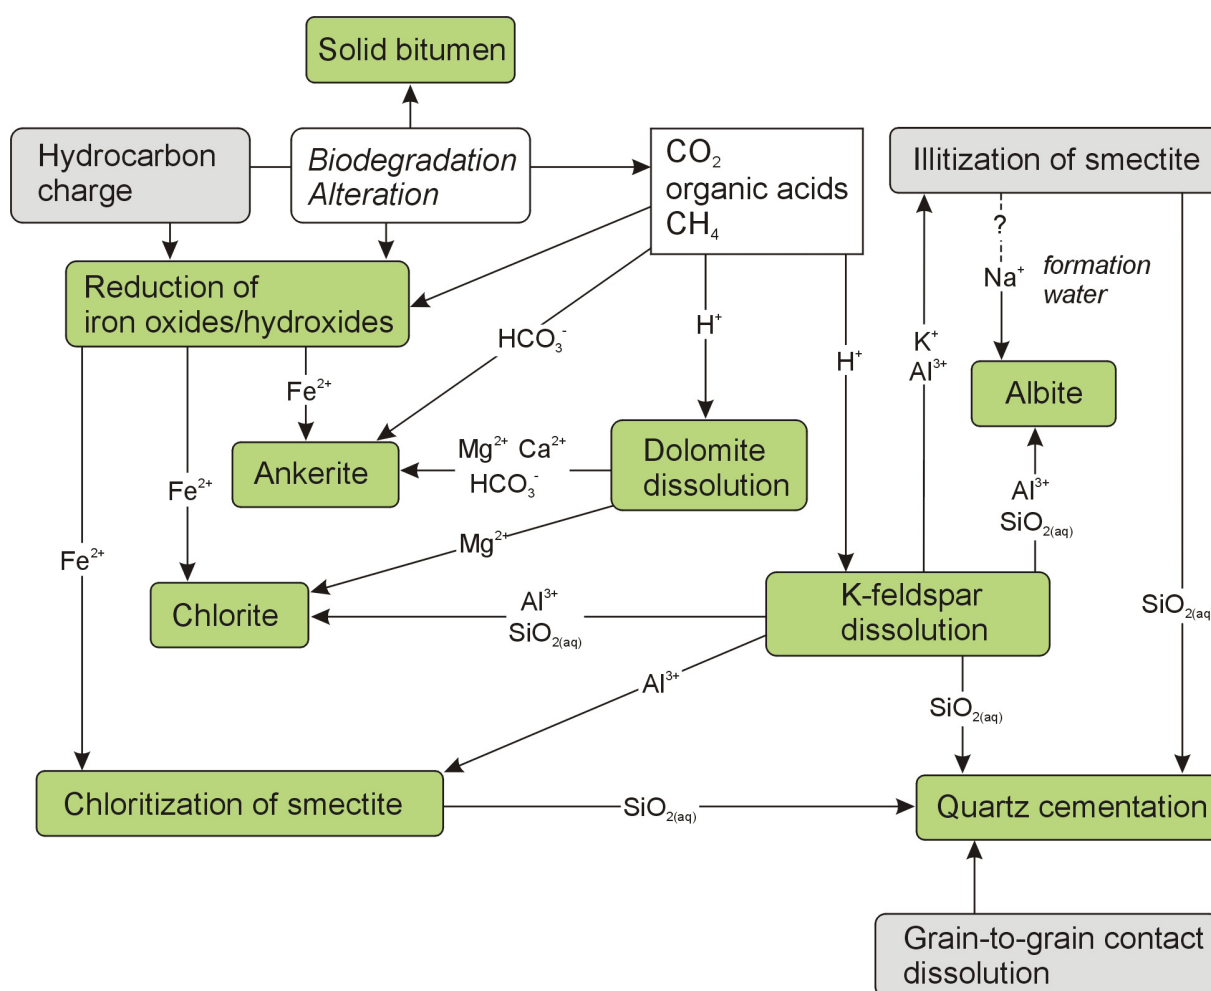 Solid bitumen
Hydrocarbon
charge
Biodegradation
Alteration
CO₂
organic acids
CH₄
Illitization of smectite
?
Na⁺
formation
water
Reduction of
iron oxides/hydroxides
HCO₃⁻
H⁺
H⁺
K⁺
Al³⁺
Albite
Fe²⁺
Ankerite
Mg²⁺ Ca²⁺
HCO₃⁻
Dolomite
dissolution
Fe²⁺
Al³⁺
SiO₂₍aq₎
Fe²⁺
Mg²⁺
Chlorite
Al³⁺
SiO₂₍aq₎
K-feldspar
dissolution
SiO₂₍aq
Al³⁺
SiO₂₍aq₎
Chloritization of smectite
SiO₂₍aq₎
Quartz cementation
Grain-to-grain contact
dissolution